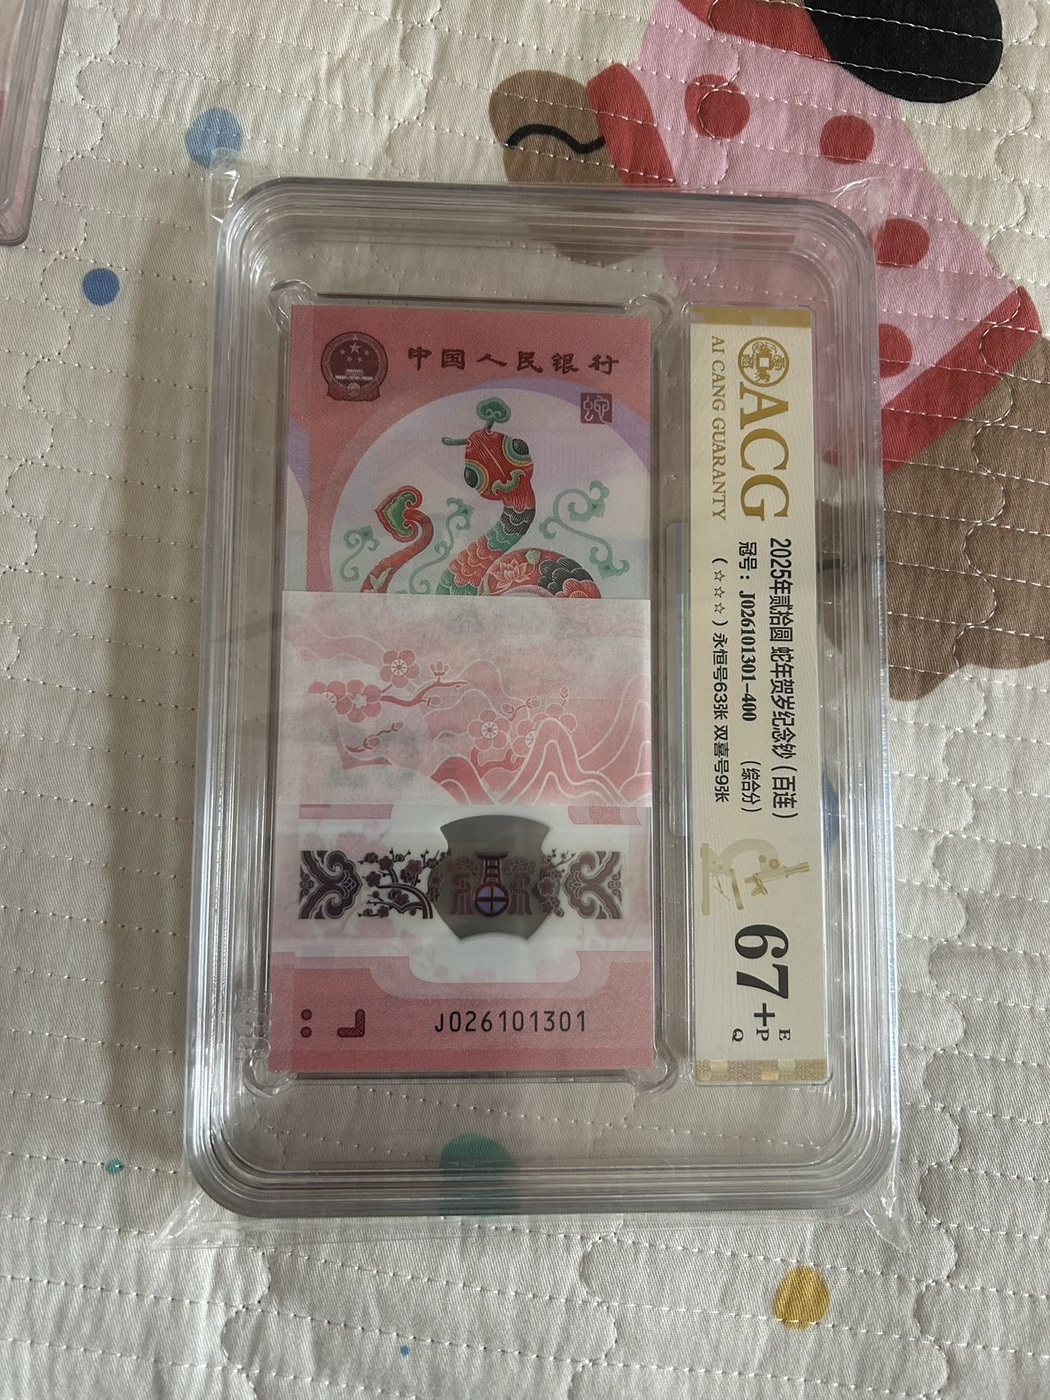 中国人民银行
J026101301
ACG
AI CANG GUARANTY
2025年贰拾圆 蛇年贺岁纪念钞（百连）
冠号：J026101301-400 （综合分）
（☆☆☆）永恒号63张 双喜号9张
67+
E
P
Q